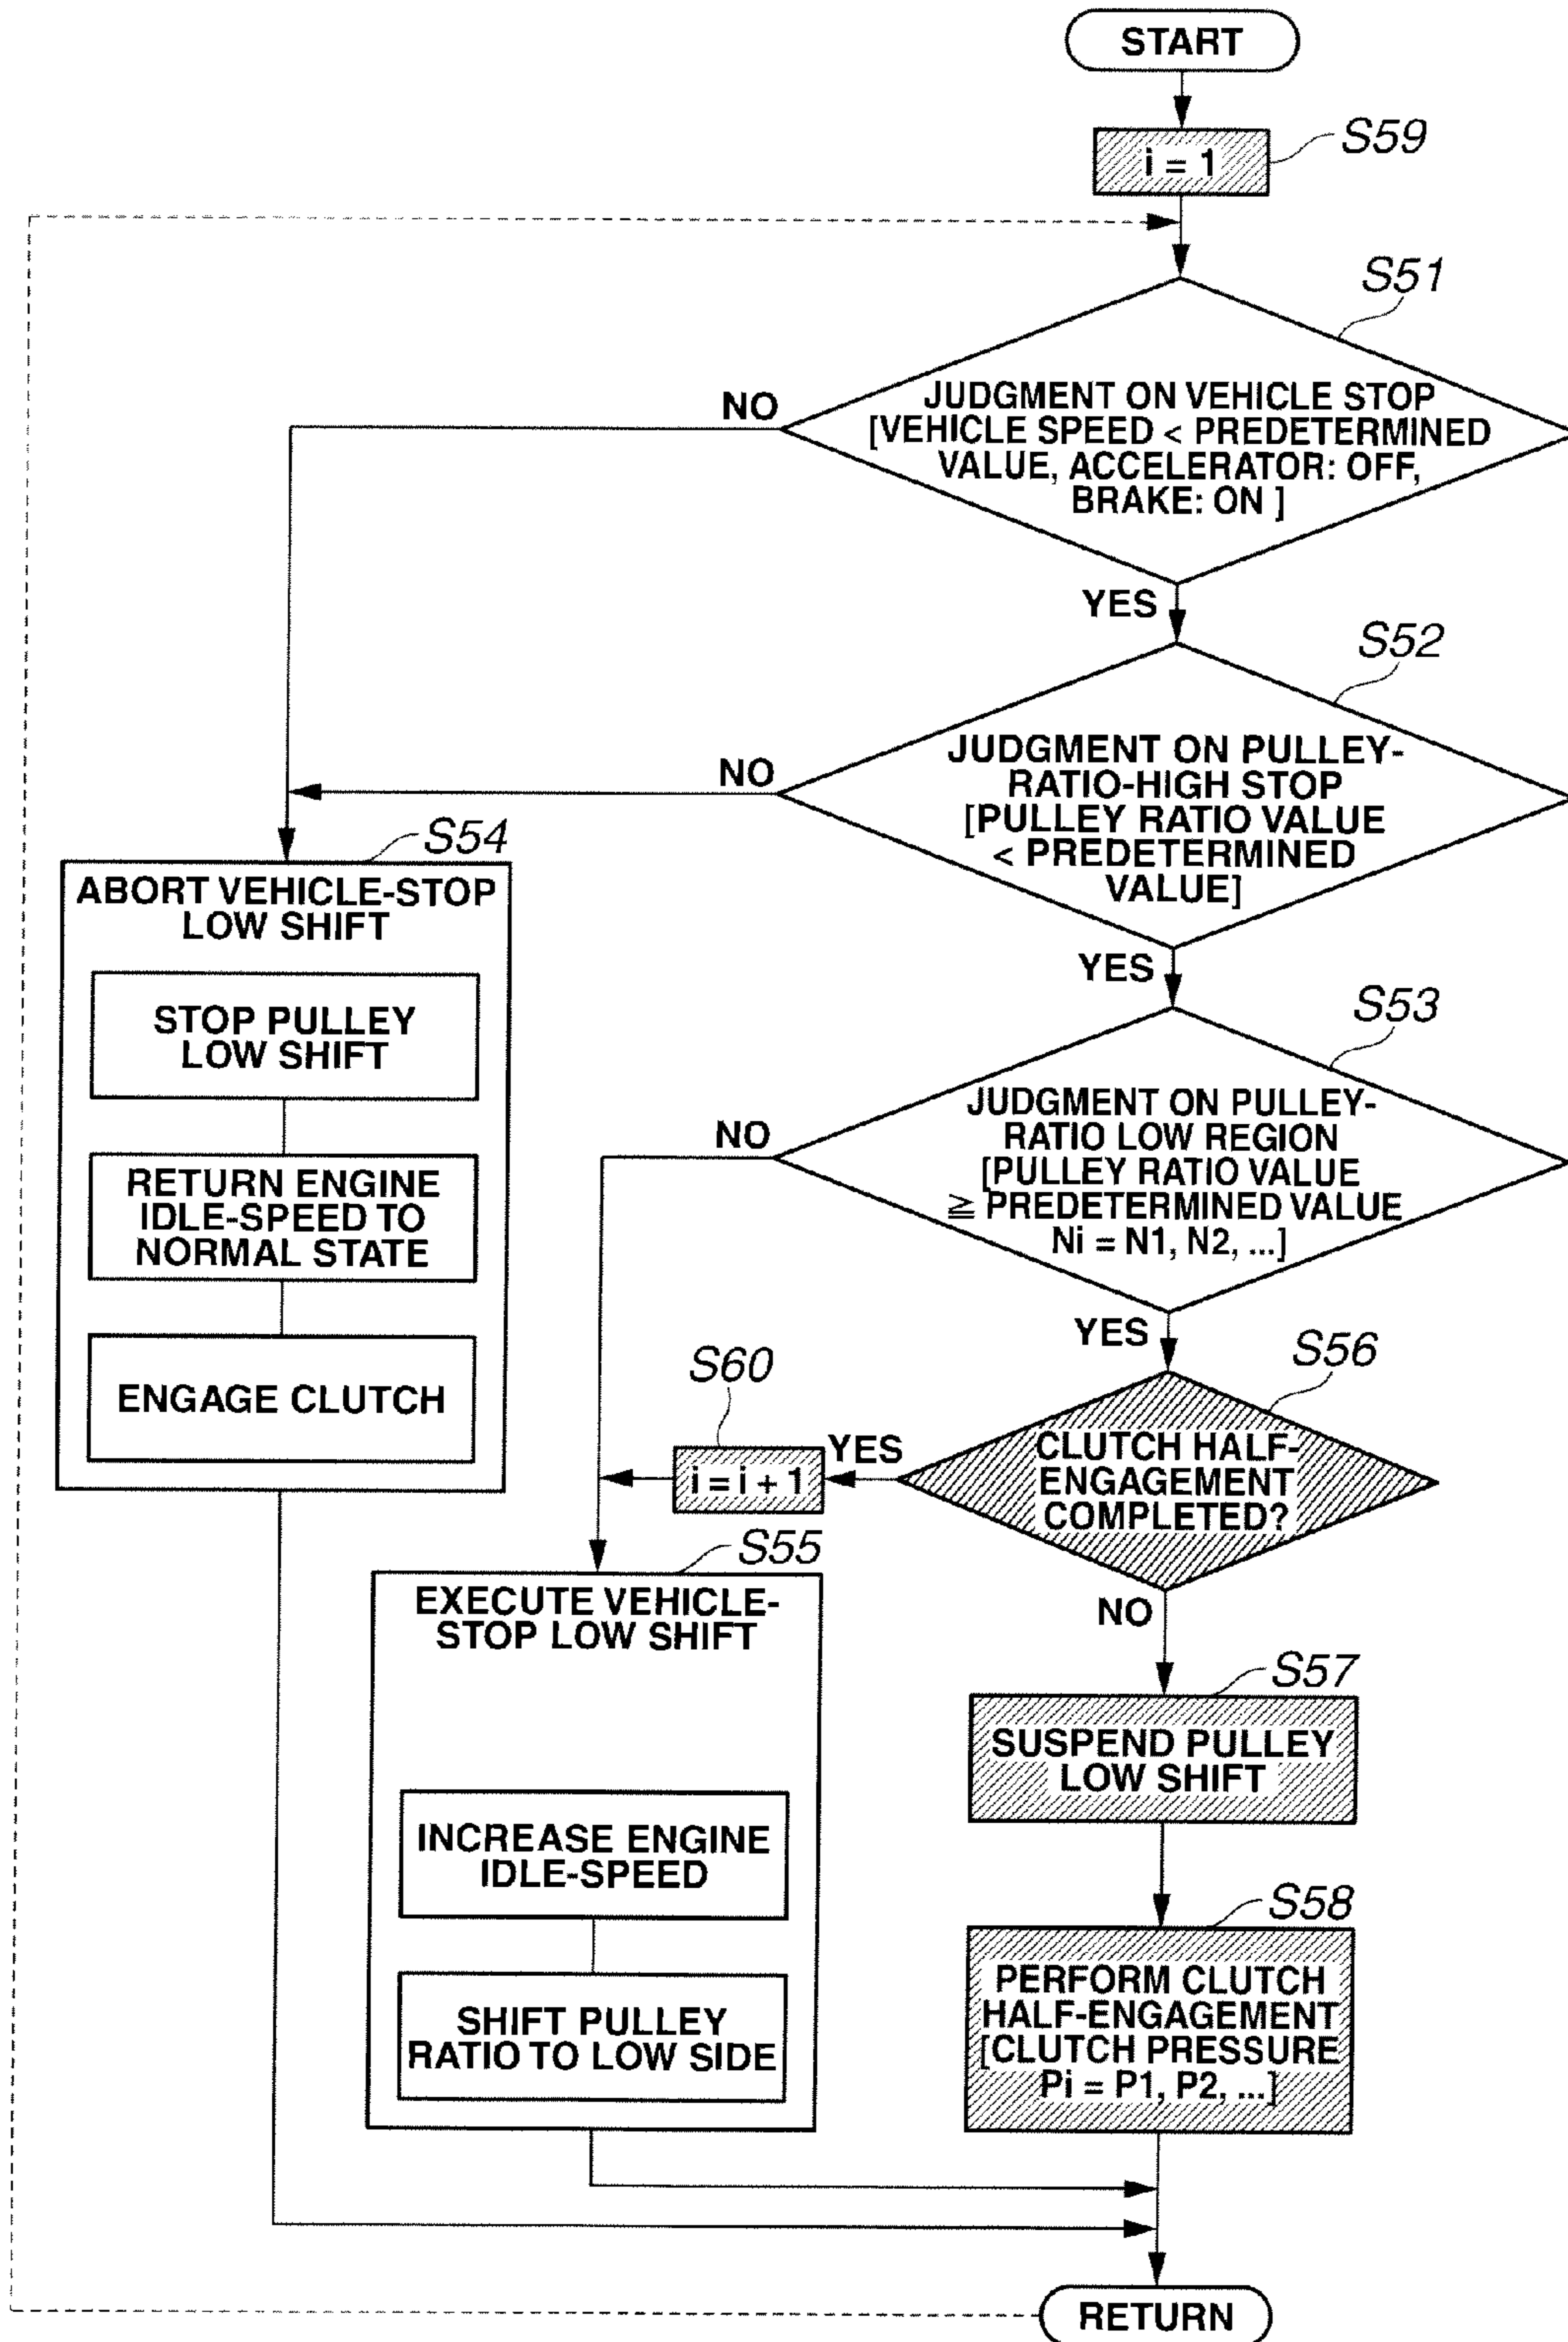 START
S59
i = 1
S51
JUDGMENT ON VEHICLE STOP
[VEHICLE SPEED < PREDETERMINED
VALUE, ACCELERATOR: OFF,
BRAKE: ON ]
NO
YES
S52
JUDGMENT ON PULLEY-
RATIO-HIGH STOP
[PULLEY RATIO VALUE
< PREDETERMINED
VALUE]
NO
YES
S54
ABORT VEHICLE-STOP
LOW SHIFT
STOP PULLEY
LOW SHIFT
RETURN ENGINE
IDLE-SPEED TO
NORMAL STATE
ENGAGE CLUTCH
S53
JUDGMENT ON PULLEY-
RATIO LOW REGION
[PULLEY RATIO VALUE
≧ PREDETERMINED VALUE
Ni = N1, N2, ...]
NO
YES
S56
CLUTCH HALF-
ENGAGEMENT
COMPLETED?
YES
S60
i = i + 1
NO
S55
EXECUTE VEHICLE-
STOP LOW SHIFT
INCREASE ENGINE
IDLE-SPEED
SHIFT PULLEY
RATIO TO LOW SIDE
S57
SUSPEND PULLEY
LOW SHIFT
S58
PERFORM CLUTCH
HALF-ENGAGEMENT
[CLUTCH PRESSURE
Pi = P1, P2, ...]
RETURN